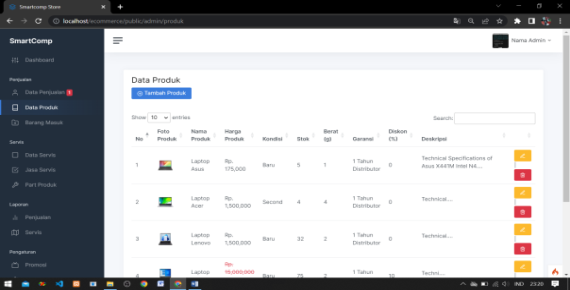 Smartcomp Store
localhost/ecommerce/public/admin/produk
SmartComp
Nama Admin
Dashboard
Penjualan
Data Penjualan
Data Produk
Barang Masuk
Servis
Data Servis
Jasa Servis
Part Produk
Laporan
Penjualan
Servis
Pengaturan
Promosi
Data Produk
Tambah Produk
Show 10 entries
Search:
No Foto Produk Nama Produk Harga Produk Kondisi Stok Berat (g) Garansi Diskon (%) Deskripsi
1 Laptop Asus Rp. 175,000 Baru 5 1 1 Tahun Distributor 0 Technical Specifications of Asus X441M Intel N4....
2 Laptop Acer Rp. 1,500,000 Second 4 4 1 Tahun Distributor 0 Technical....
3 Laptop Lenovo Rp. 1,500,000 Baru 32 2 1 Tahun Distributor 0 Technical....
4 Laptop Rp. 15,000,000 Baru 75 2 1 Tahun 10 Techni....
IND 23:20